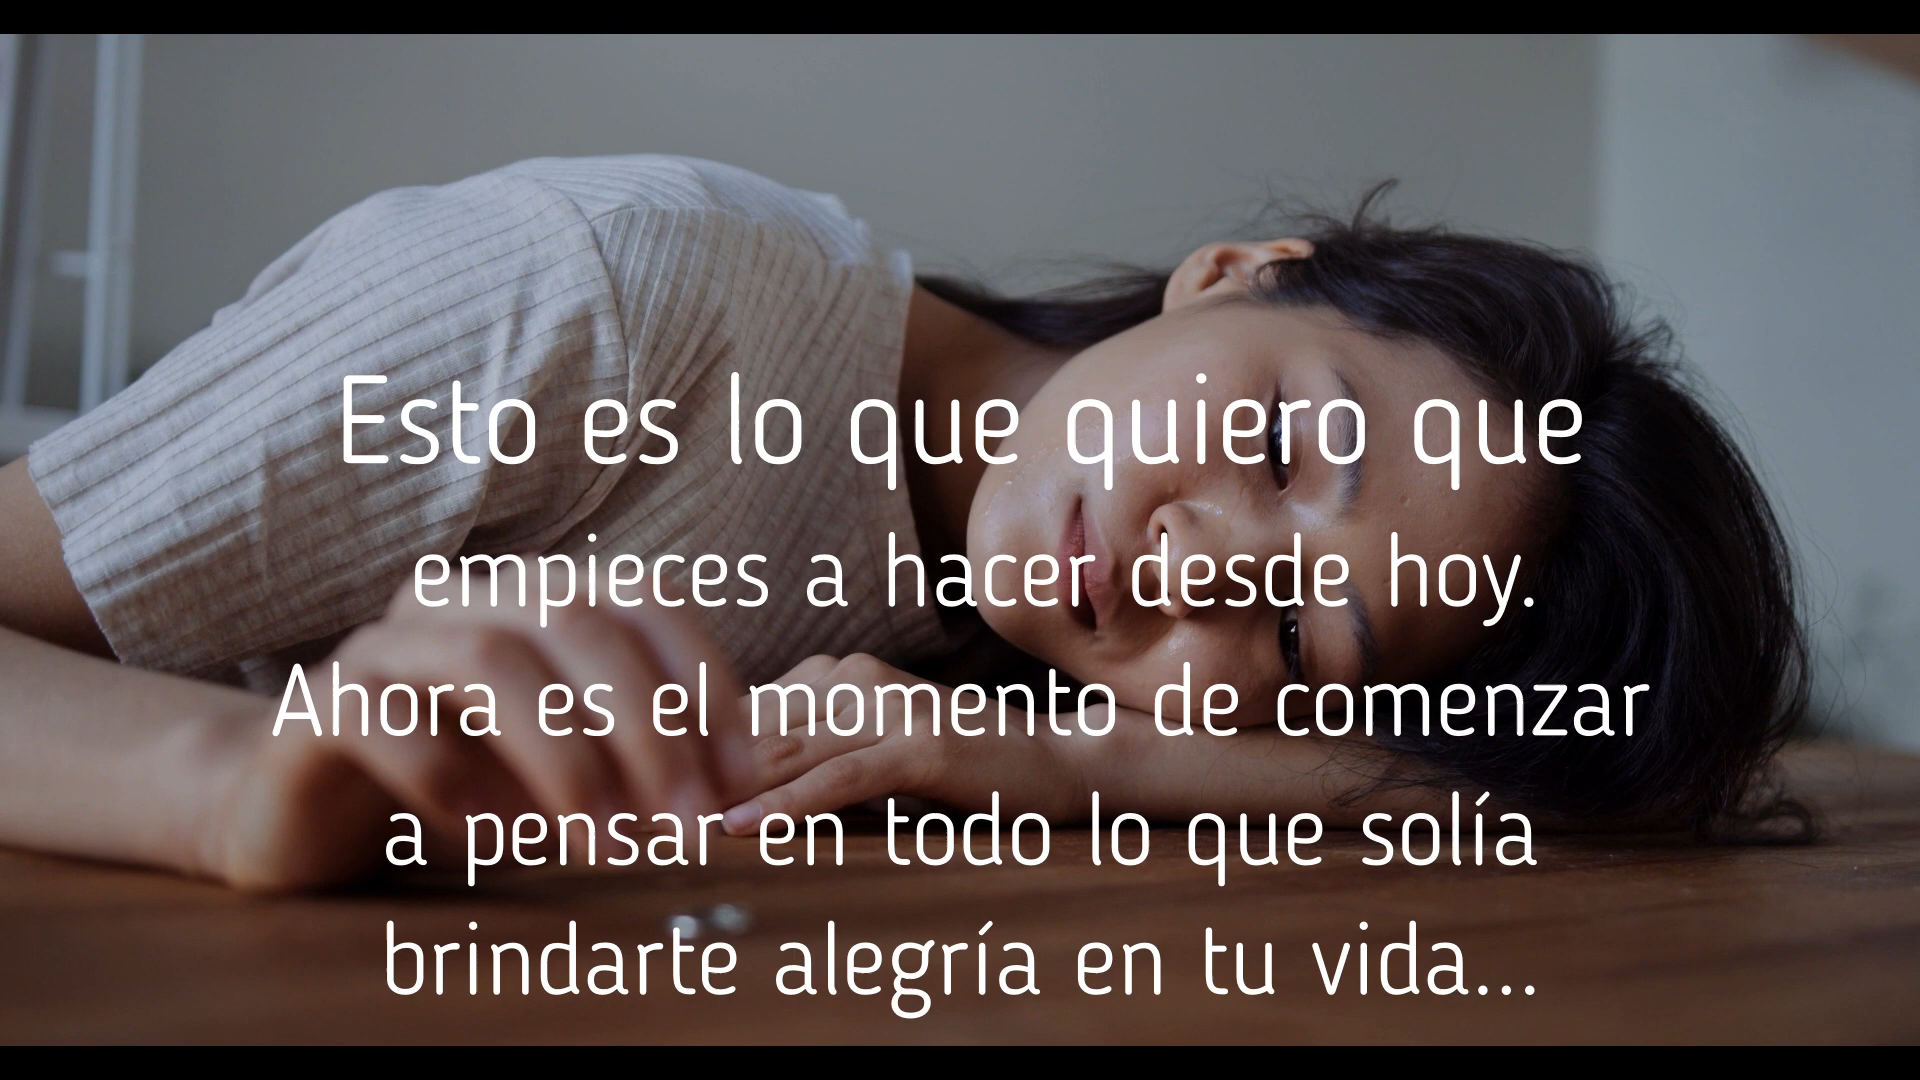 Esto es lo que quiero que
empieces a hacer desde hoy.
Ahora es el momento de comenzar
a pensar en todo lo que solía
brindarte alegría en tu vida...